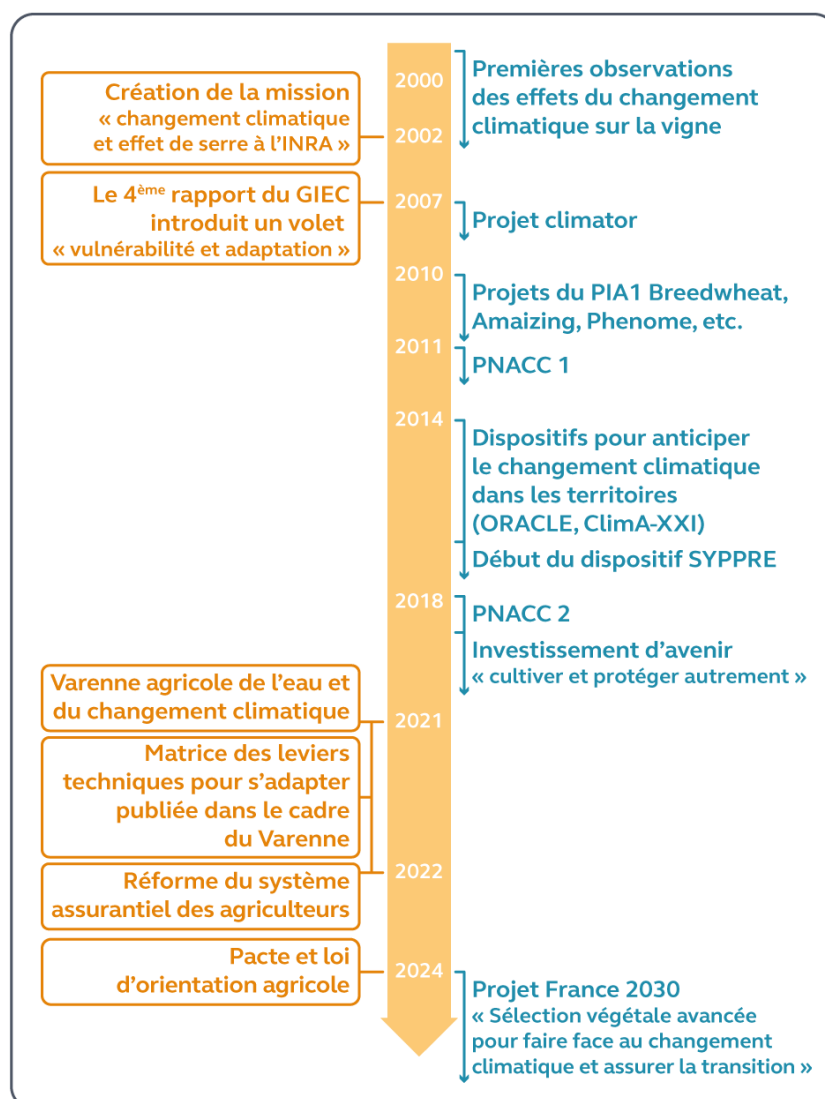 2000
Premières observations
des effets du changement
climatique sur la vigne
Création de la mission
« changement climatique
et effet de serre à l’INRA »
2002
Le 4ème rapport du GIEC
introduit un volet
« vulnérabilité et adaptation »
2007
Projet climator
2010
Projets du PIA1 Breedwheat,
Amaizing, Phenome, etc.
2011
PNACC 1
2014
Dispositifs pour anticiper
le changement climatique
dans les territoires
(ORACLE, ClimA-XXI)
Début du dispositif SYPPRE
2018
PNACC 2
Investissement d’avenir
« cultiver et protéger autrement »
Varenne agricole de l’eau et
du changement climatique
2021
Matrice des leviers
techniques pour s’adapter
publiée dans le cadre
du Varenne
2022
Réforme du système
assurantiel des agriculteurs
Pacte et loi
d’orientation agricole
2024
Projet France 2030
« Sélection végétale avancée
pour faire face au changement
climatique et assurer la transition »